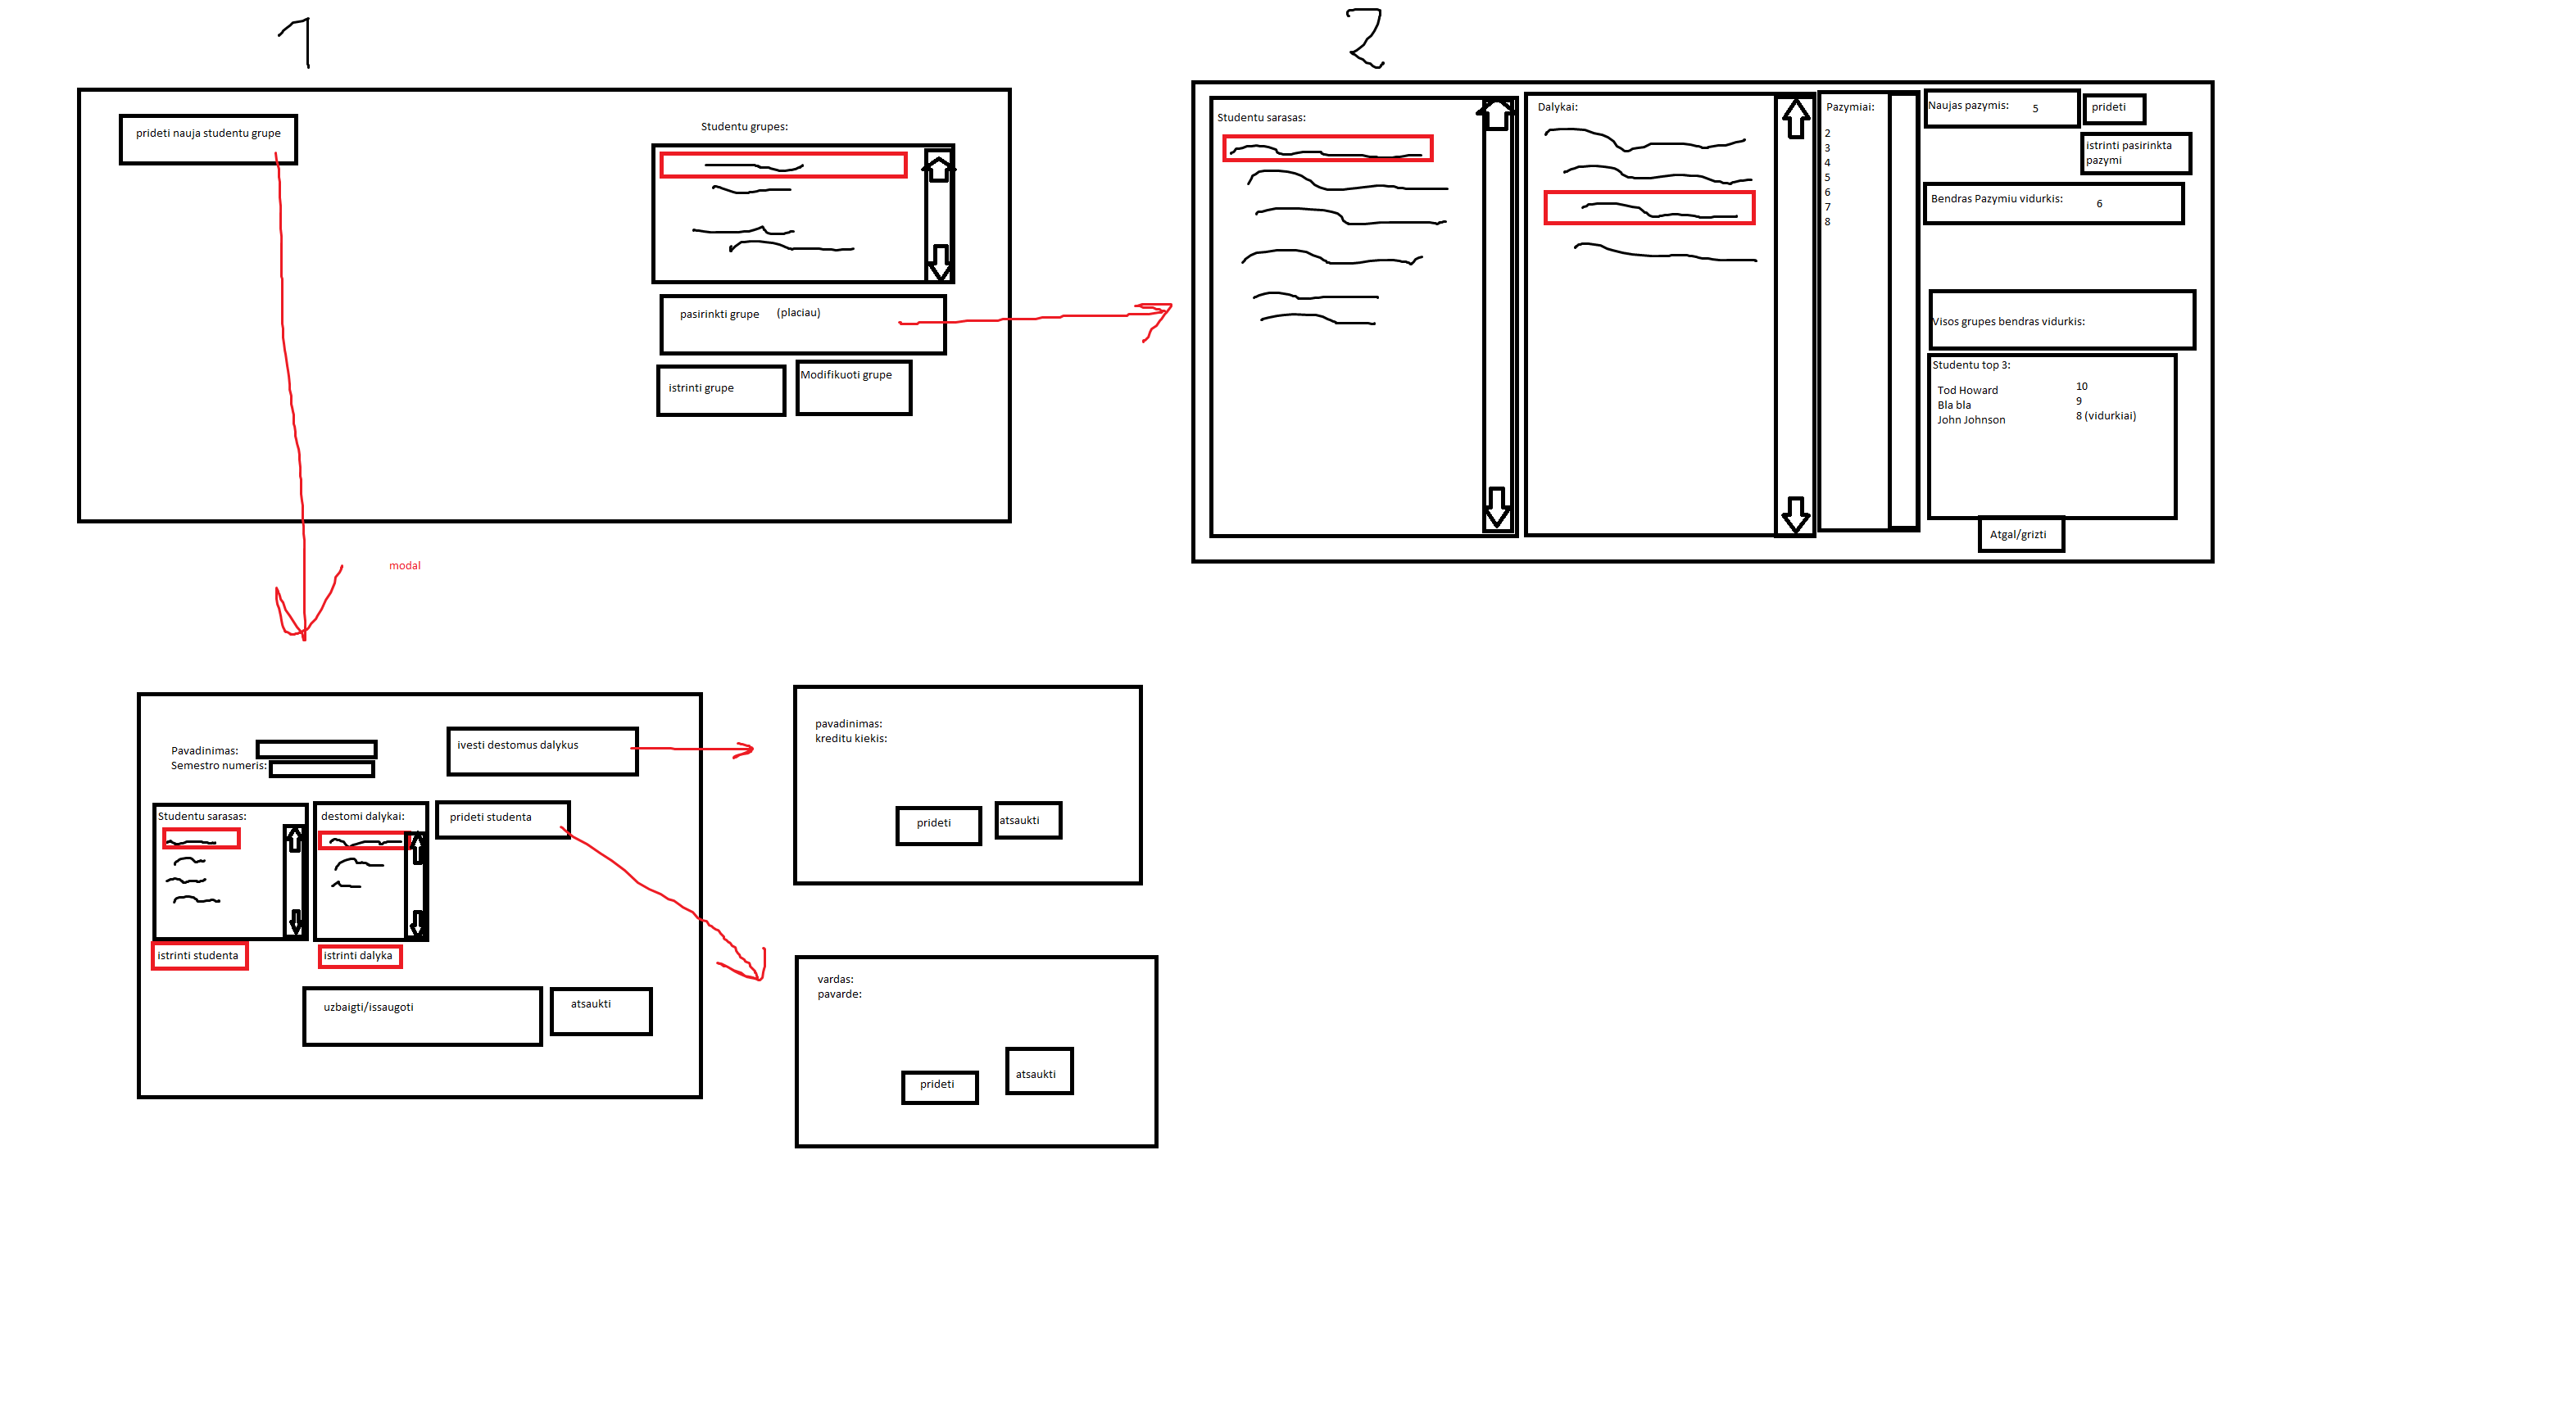 1
prideti nauja studentu grupe
Studentu grupes:
pasirinkti grupe (placiau)
istrinti grupe
Modifikuoti grupe
modal
2
Studentu sarasas:
Dalykai:
Pazymiai:
2
3
4
5
6
7
8
Naujas pazymis: 5
prideti
istrinti pasirinkta
pazymi
Bendras Pazymiu vidurkis: 6
Visos grupes bendras vidurkis:
Studentu top 3:
Tod Howard 10
Bla bla 9
John Johnson 8 (vidurkiai)
Atgal/grizti
Pavadinimas:
Semestro numeris:
ivesti destomus dalykus
Studentu sarasas:
destomi dalykai:
prideti studenta
istrinti studenta
istrinti dalyka
uzbaigti/issaugoti
atsaukti
pavadinimas:
kreditu kiekis:
prideti
atsaukti
vardas:
pavarde:
prideti
atsaukti